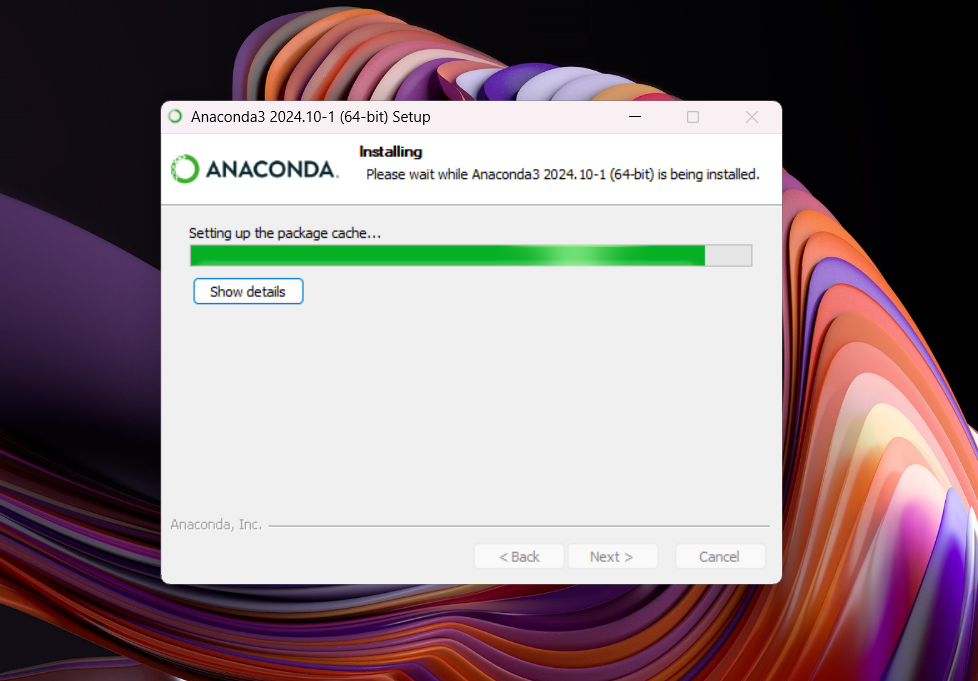 Anaconda3 2024.10-1 (64-bit) Setup
ANACONDA.
Installing
Please wait while Anaconda3 2024.10-1 (64-bit) is being installed.
Setting up the package cache...
Show details
Anaconda, Inc.
< Back
Next >
Cancel